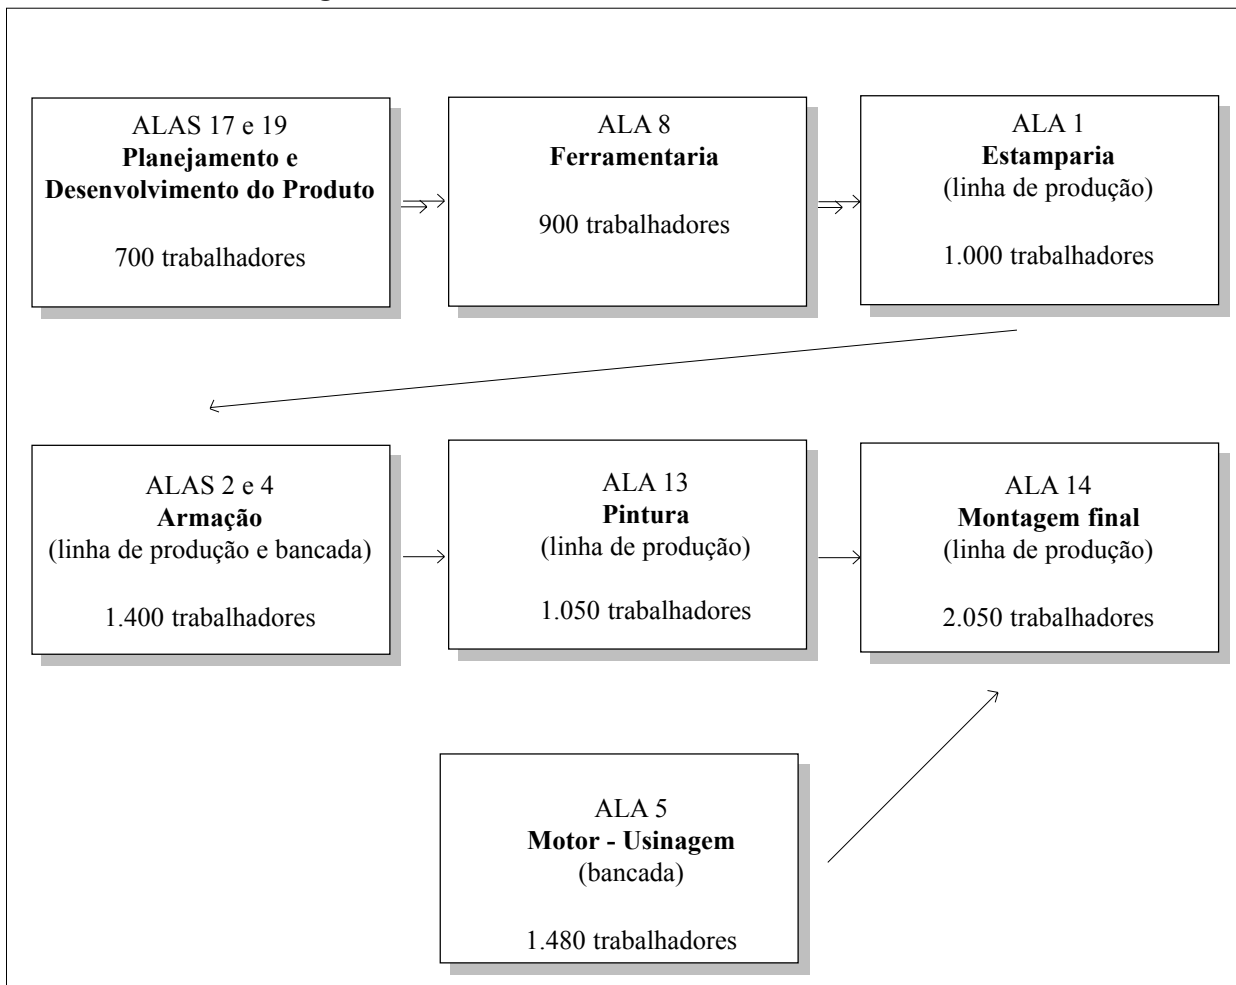 ALAS 17 e 19
Planejamento e
Desenvolvimento do Produto
700 trabalhadores
ALA 8
Ferramentaria
900 trabalhadores
ALA 1
Estamparia
(linha de produção)
1.000 trabalhadores
ALAS 2 e 4
Armação
(linha de produção e bancada)
1.400 trabalhadores
ALA 13
Pintura
(linha de produção)
1.050 trabalhadores
ALA 14
Montagem final
(linha de produção)
2.050 trabalhadores
ALA 5
Motor - Usinagem
(bancada)
1.480 trabalhadores